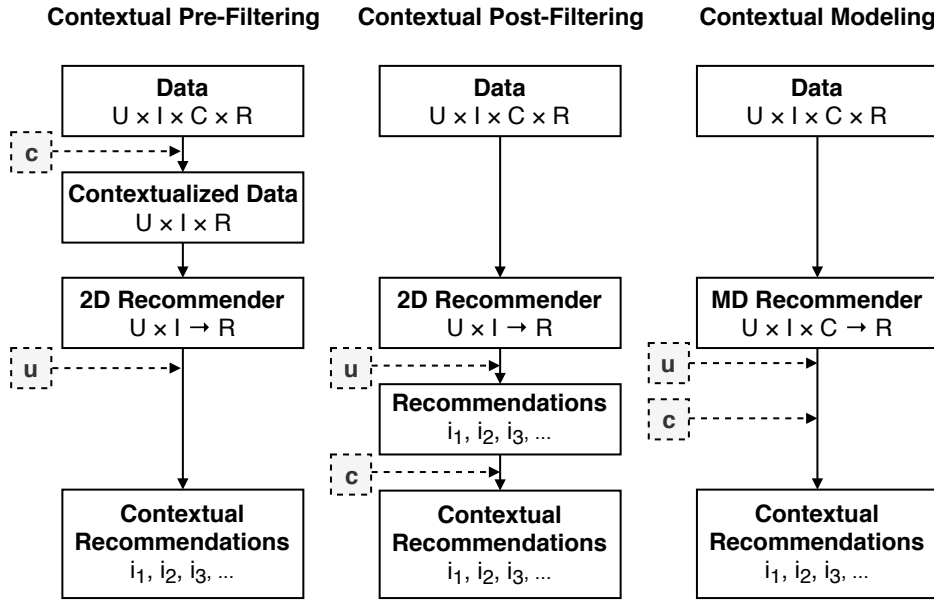 Contextual Pre-Filtering
Data
U × I × C × R
c
Contextualized Data
U × I × R
2D Recommender
U × I → R
u
Contextual
Recommendations
i₁, i₂, i₃, ...
Contextual Post-Filtering
Data
U × I × C × R
2D Recommender
U × I → R
u
Recommendations
i₁, i₂, i₃, ...
c
Contextual
Recommendations
i₁, i₂, i₃, ...
Contextual Modeling
Data
U × I × C × R
MD Recommender
U × I × C → R
u
c
Contextual
Recommendations
i₁, i₂, i₃, ...